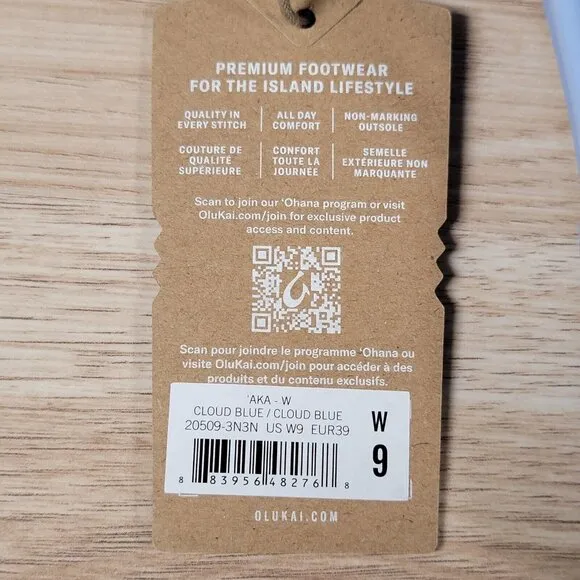 PREMIUM FOOTWEAR
FOR THE ISLAND LIFESTYLE
QUALITY IN
EVERY STITCH
ALL DAY
COMFORT
NON-MARKING
OUTSOLE
COUTURE DE
QUALITÉ
SUPÉRIEURE
CONFORT
TOUTE LA
JOURNÉE
SEMELLE
EXTÉRIEURE NON
MARQUANTE
Scan to join our 'Ohana program or visit
OluKai.com/join for exclusive product
access and content.
Scan pour joindre le programme 'Ohana ou
visite OluKai.com/join pour accéder à des
produits et du contenu exclusifs.
'AKA - W
CLOUD BLUE / CLOUD BLUE
20509-3N3N US W9 EUR39
W
9
8 83956 48276 8
OLUKAI.COM